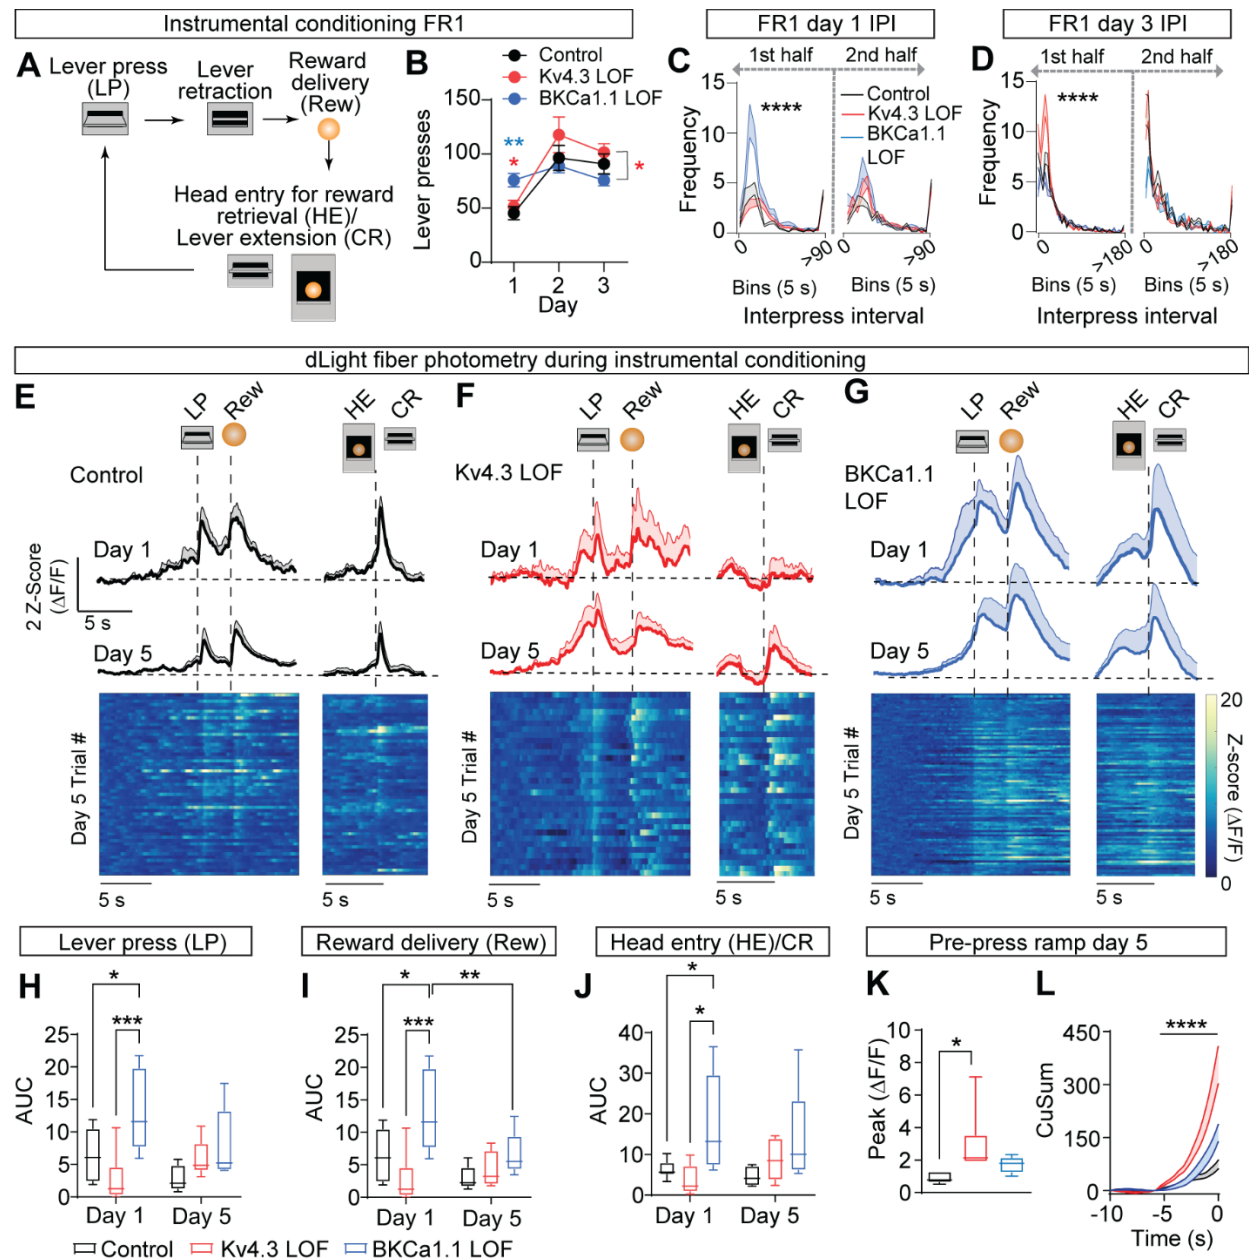 Instrumental conditioning FR1
A
Lever press
(LP)
Lever
retraction
Reward
delivery
(Rew)
Head entry for reward
retrieval (HE)/
Lever extension (CR)
B
Control
Kv4.3 LOF
BKCa1.1 LOF
Lever presses
150
100
50
0
**
*
*
1 2 3
Day
FR1 day 1 IPI
C
1st half
2nd half
Frequency
15
10
5
0
****
Control
Kv4.3 LOF
BKCa1.1
LOF
0 >90 0 >90
Bins (5 s) Bins (5 s)
Interpress interval
FR1 day 3 IPI
D
1st half
2nd half
Frequency
15
10
5
0
****
0 >180 0 >180
Bins (5 s) Bins (5 s)
Interpress interval
dLight fiber photometry during instrumental conditioning
E
LP Rew HE CR
Control
Day 1
2 Z-Score
(ΔF/F)
5 s
Day 5
Day 5 Trial #
5 s 5 s
F
LP Rew HE CR
Kv4.3 LOF
Day 1
Day 5
Day 5 Trial #
5 s 5 s
G
LP Rew HE CR
BKCa1.1
LOF
Day 1
Day 5
Day 5 Trial #
5 s 5 s
20
0
Z-score (ΔF/F)
Lever press (LP)
H
AUC
25
20
15
10
5
0
*
***
Day 1 Day 5
Reward delivery (Rew)
I
AUC
25
20
15
10
5
0
*
**
***
Day 1 Day 5
Head entry (HE)/CR
J
AUC
40
30
20
10
0
*
*
Day 1 Day 5
Control Kv4.3 LOF BKCa1.1 LOF
Pre-press ramp day 5
K
Peak (ΔF/F)
10
8
6
4
2
0
*
L
CuSum
450
300
150
0
****
-10 -5 0
Time (s)